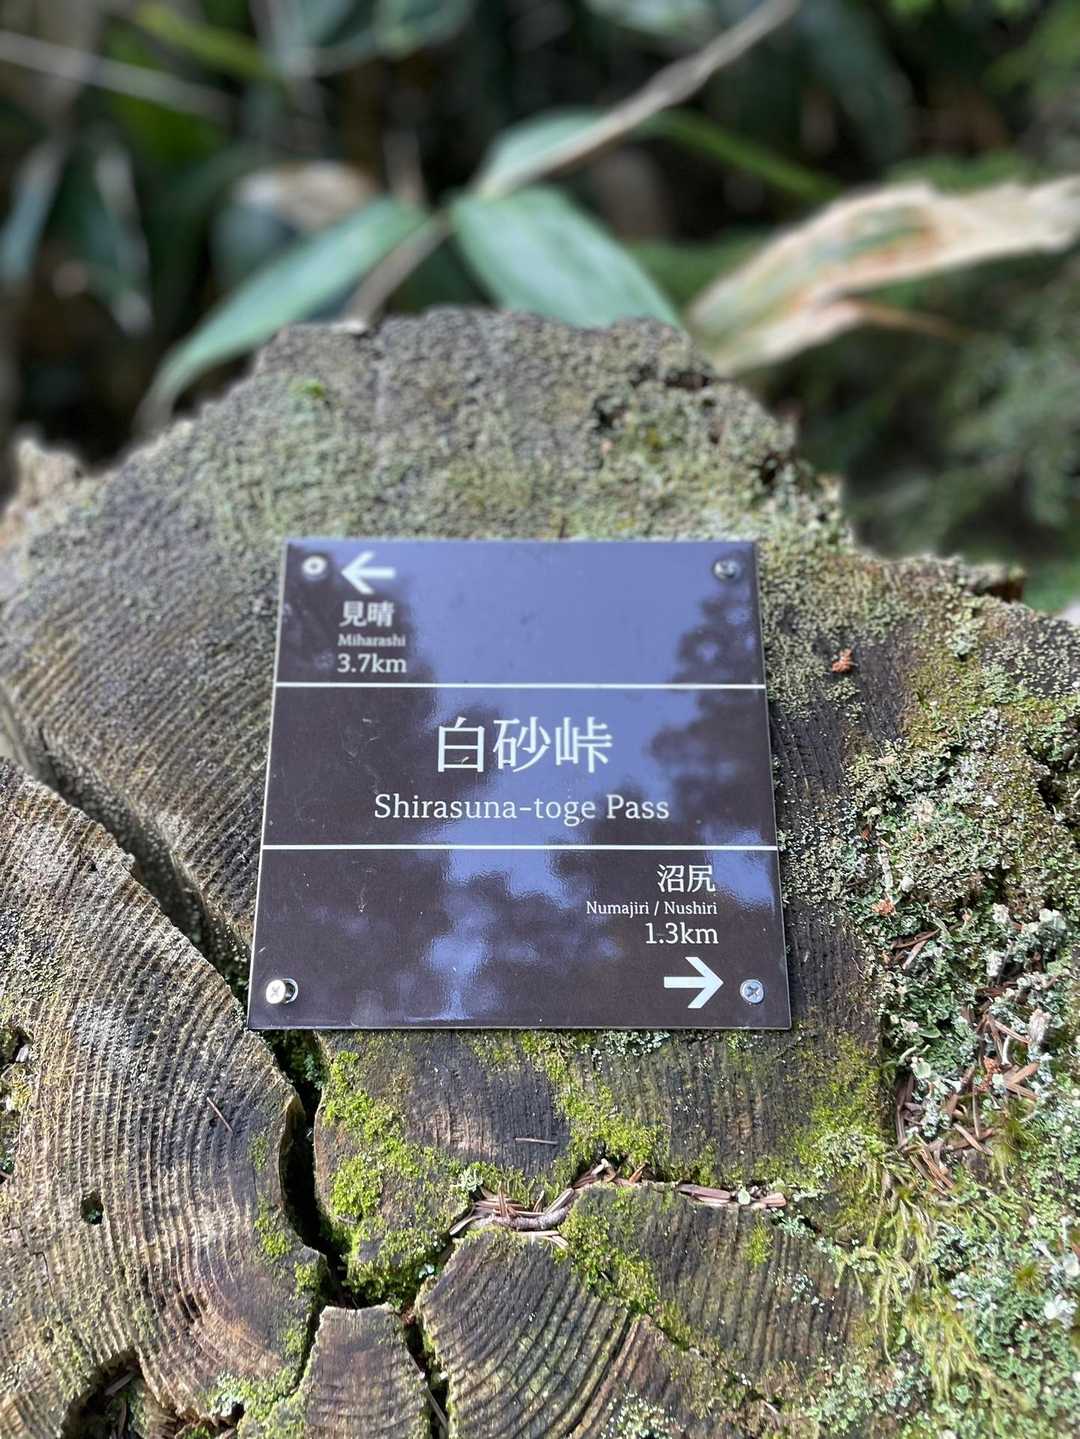 ←
見晴
Miharashi
3.7km
白砂峠
Shirasuna-toge Pass
沼尻
Numajiri / Nushiri
1.3km
→